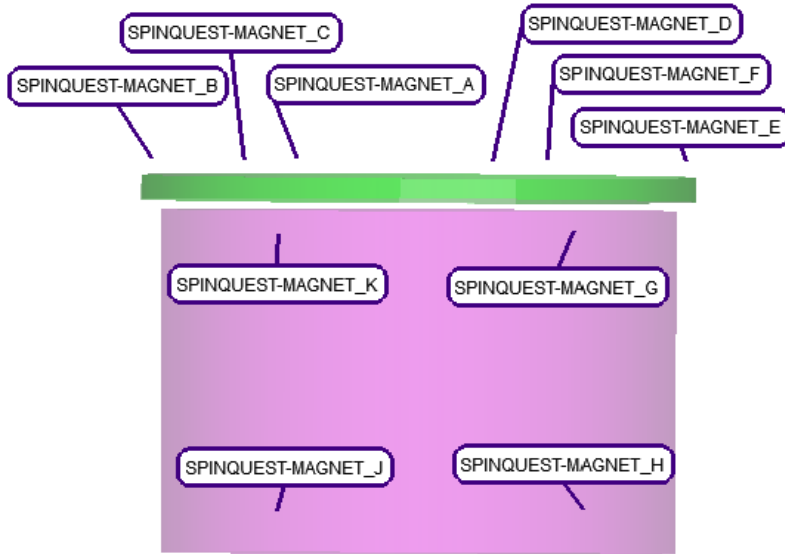 SPINQUEST-MAGNET_D
SPINQUEST-MAGNET_C
SPINQUEST-MAGNET_F
SPINQUEST-MAGNET_B
SPINQUEST-MAGNET_A
SPINQUEST-MAGNET_E
SPINQUEST-MAGNET_K
SPINQUEST-MAGNET_G
SPINQUEST-MAGNET_J
SPINQUEST-MAGNET_H